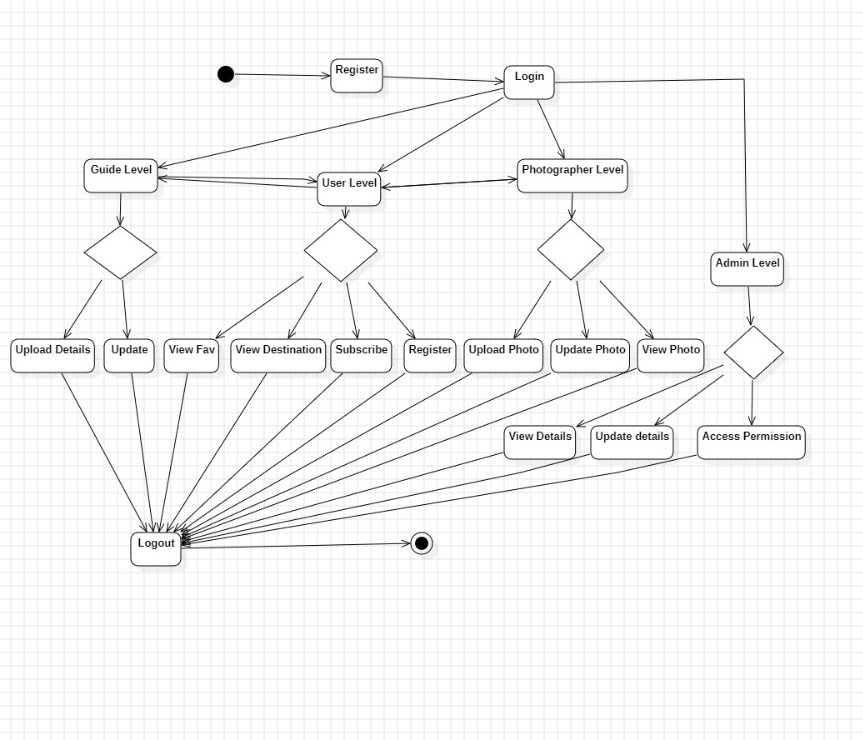 Register
Login
Guide Level
User Level
Photographer Level
Admin Level
Upload Details
Update
View Fav
View Destination
Subscribe
Register
Upload Photo
Update Photo
View Photo
View Details
Update details
Access Permission
Logout